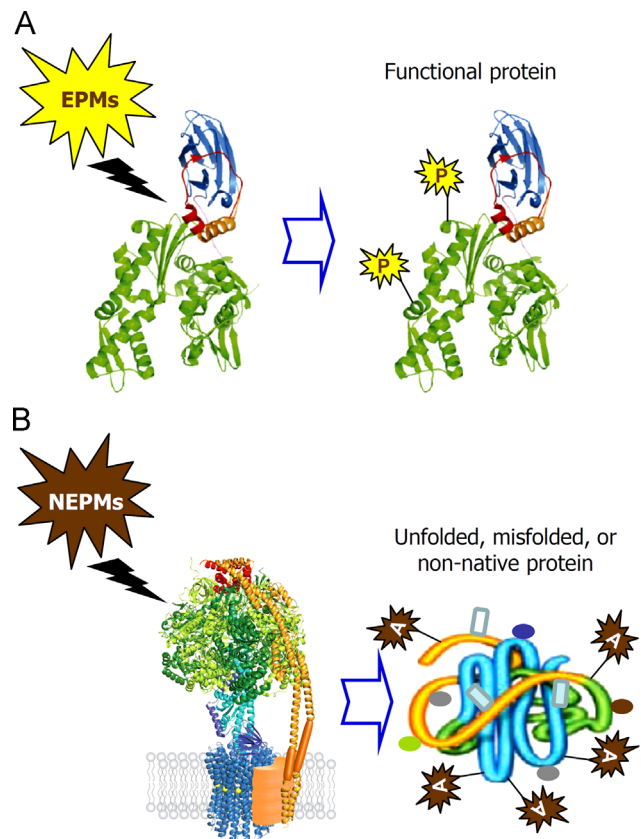 A
EPMs
Functional protein
P
P
B
NEPMs
Unfolded, misfolded, or
non-native protein
A
A
A
A
A